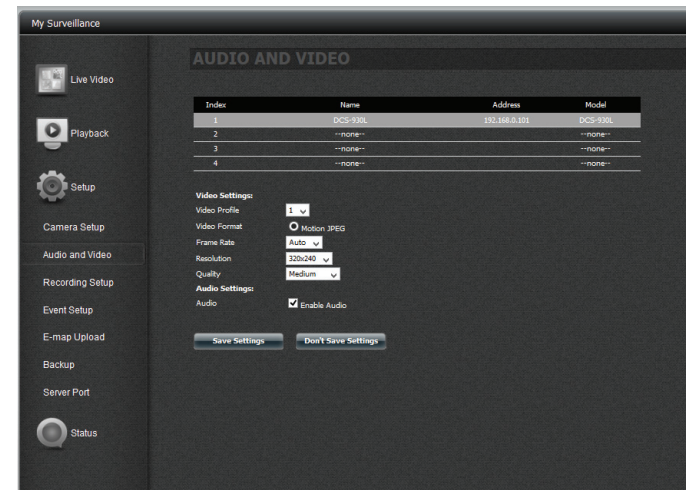 My Surveillance
Live Video
Playback
Setup
Camera Setup
Audio and Video
Recording Setup
Event Setup
E-map Upload
Backup
Server Port
Status
AUDIO AND VIDEO
Index Name Address Model
1 DCS-930L 192.168.0.101 DCS-930L
2 --none-- --none--
3 --none-- --none--
4 --none-- --none--
Video Settings:
Video Profile 1
Video Format Motion JPEG
Frame Rate Auto
Resolution 320x240
Quality Medium
Audio Settings:
Audio Enable Audio
Save Settings Don't Save Settings